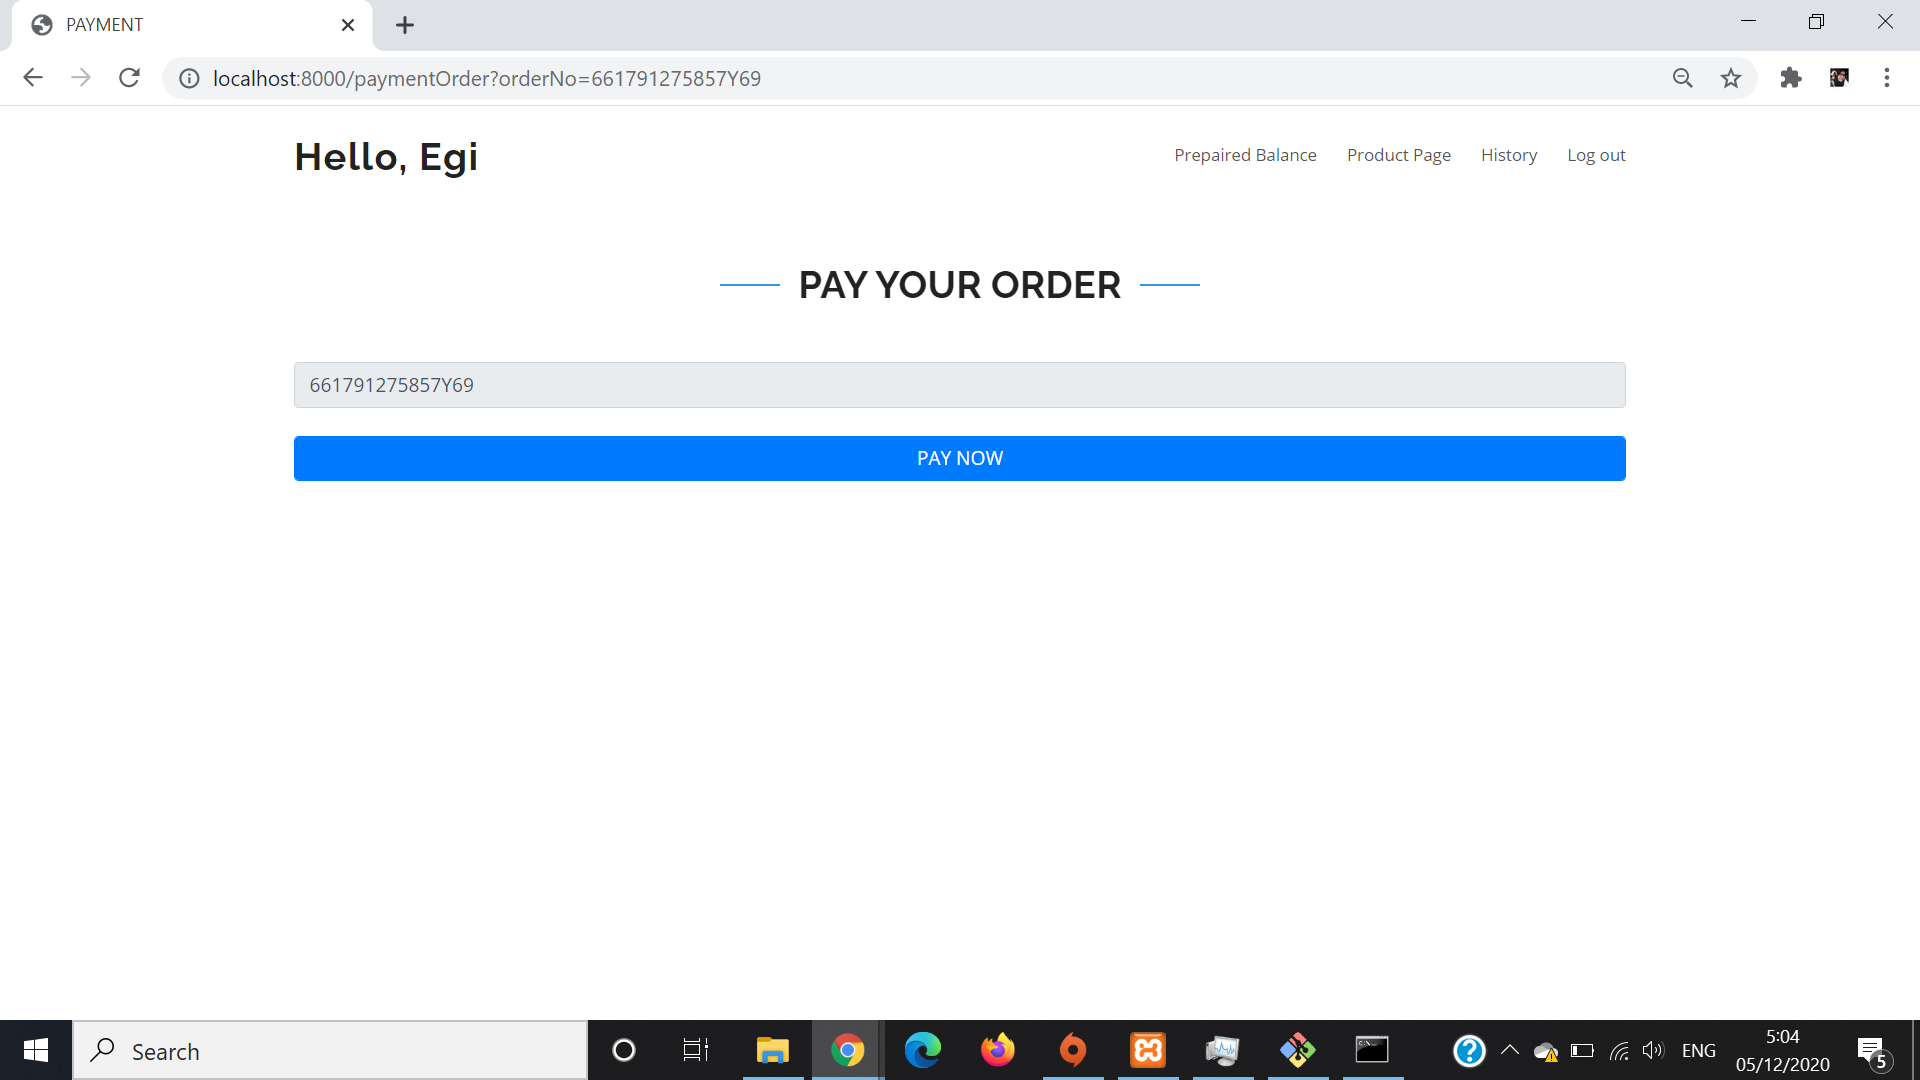 PAYMENT
localhost:8000/paymentOrder?orderNo=661791275857Y69
Hello, Egi
Prepaired Balance Product Page History Log out
PAY YOUR ORDER
661791275857Y69
PAY NOW
Search
ENG
5:04
05/12/2020
5